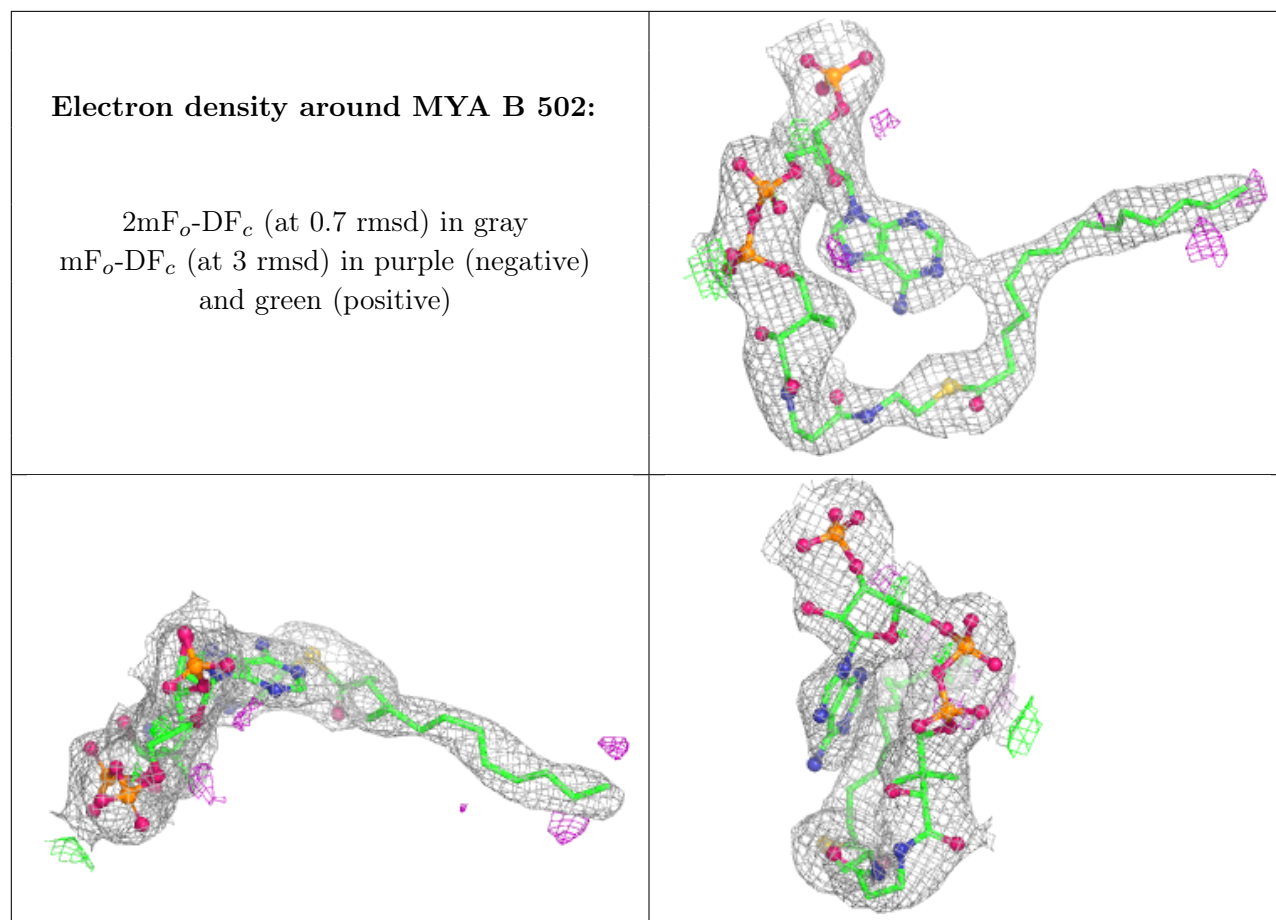 Electron density around MYA B 502:
2mFo-DFc (at 0.7 rmsd) in gray
mFo-DFc (at 3 rmsd) in purple (negative)
and green (positive)